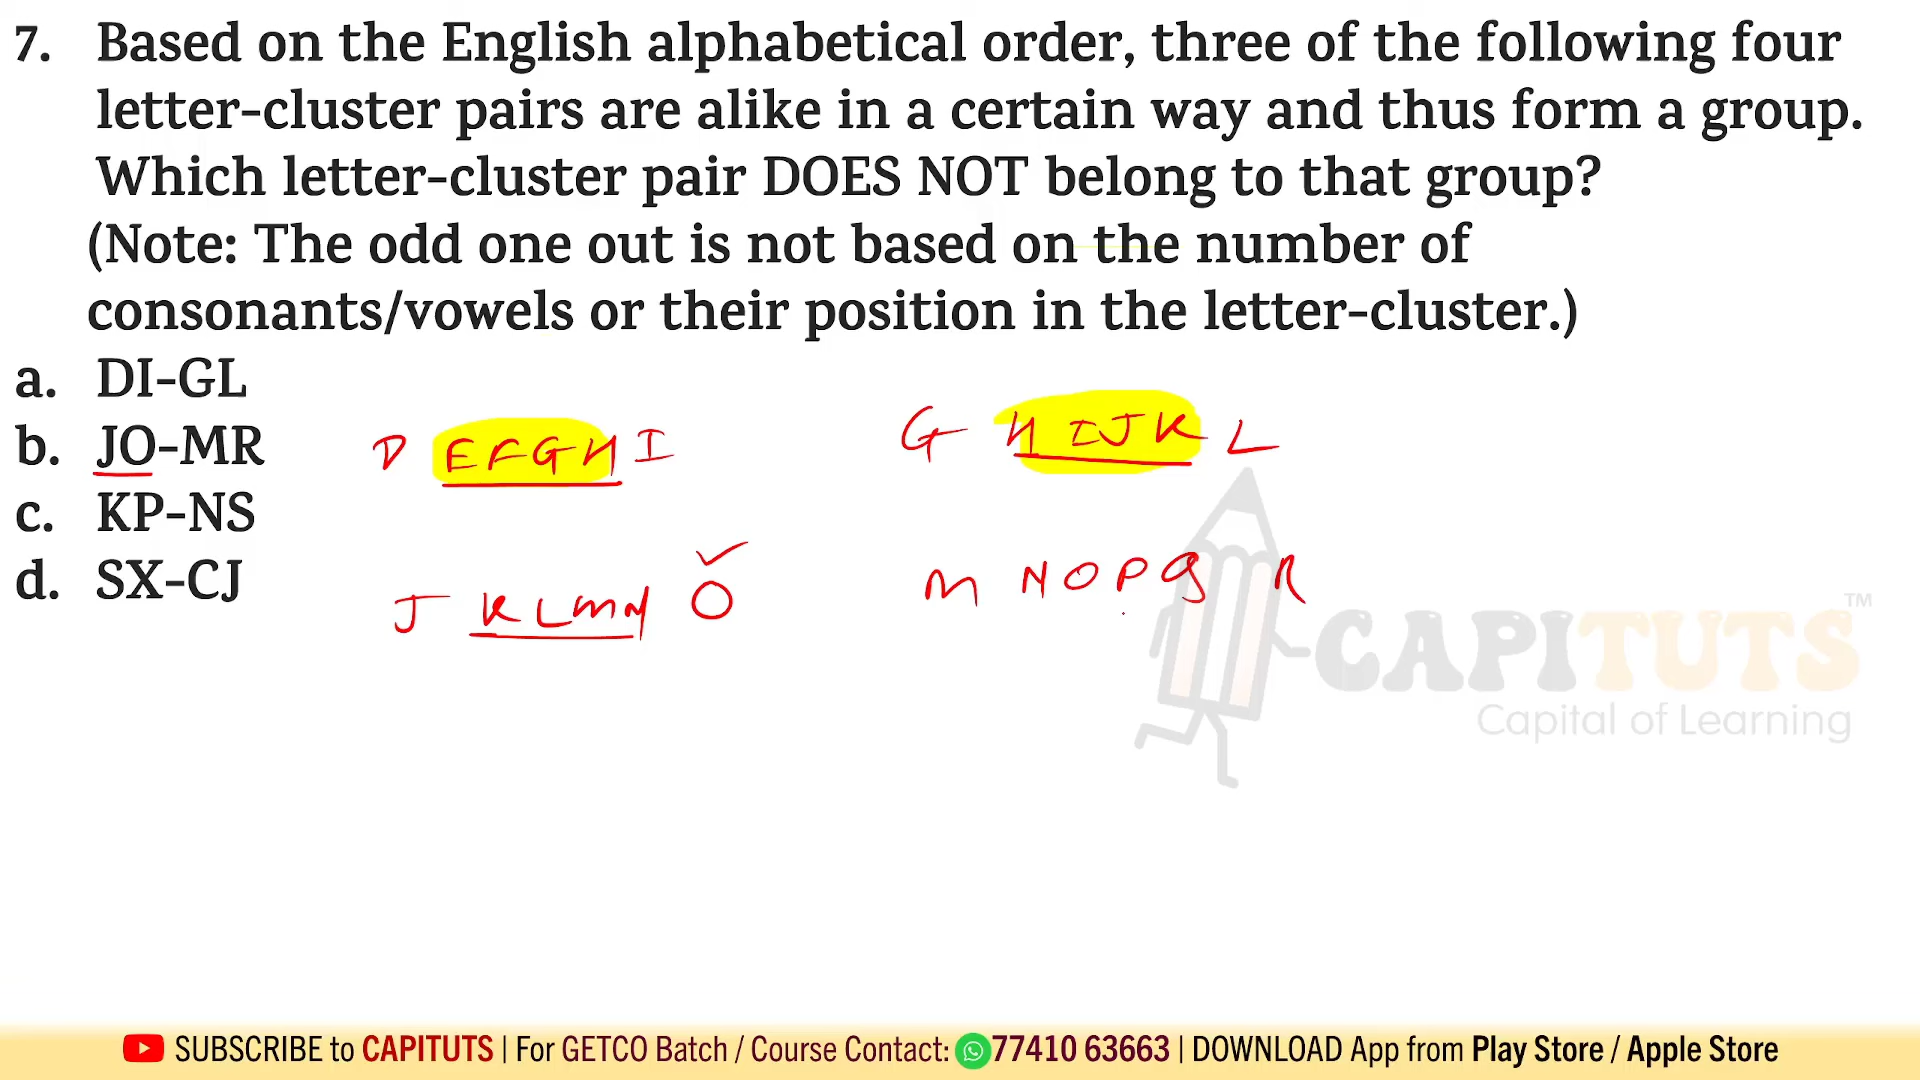 7. Based on the English alphabetical order, three of the following four
letter-cluster pairs are alike in a certain way and thus form a group.
Which letter-cluster pair DOES NOT belong to that group?
(Note: The odd one out is not based on the number of
consonants/vowels or their position in the letter-cluster.)
a. DI-GL
b. JO-MR
c. KP-NS
d. SX-CJ
D EFGH I G HIJK L
J KLMN O M NOPQ R
CAPITUTS™
Capital of Learning
SUBSCRIBE to CAPITUTS | For GETCO Batch / Course Contact: 77410 63663 | DOWNLOAD App from Play Store / Apple Store